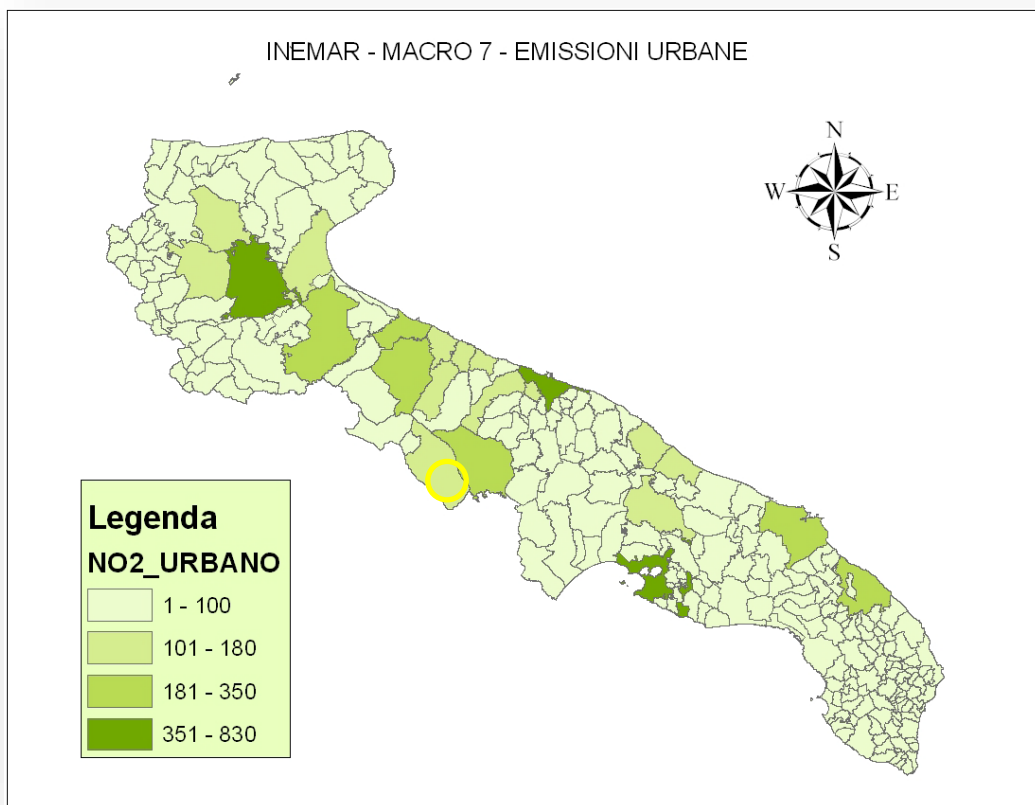 INEMAR - MACRO 7 - EMISSIONI URBANE
N
W E
S
Legenda
NO2_URBANO
1 - 100
101 - 180
181 - 350
351 - 830